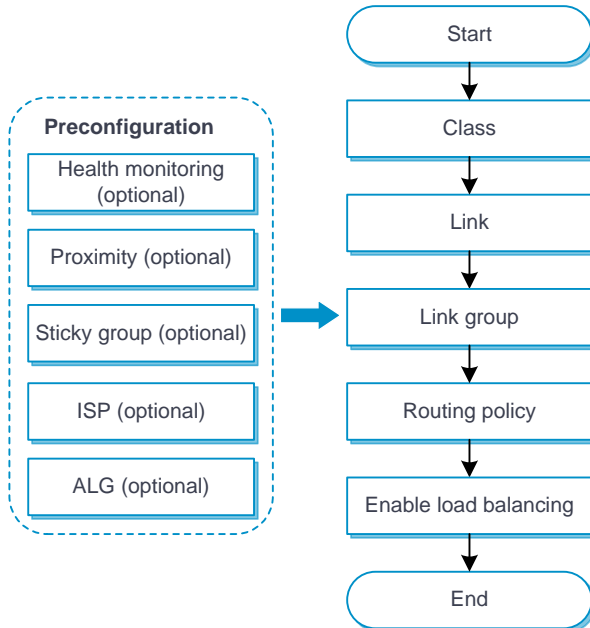 Preconfiguration
Health monitoring
(optional)
Proximity (optional)
Sticky group (optional)
ISP (optional)
ALG (optional)
Start
Class
Link
Link group
Routing policy
Enable load balancing
End